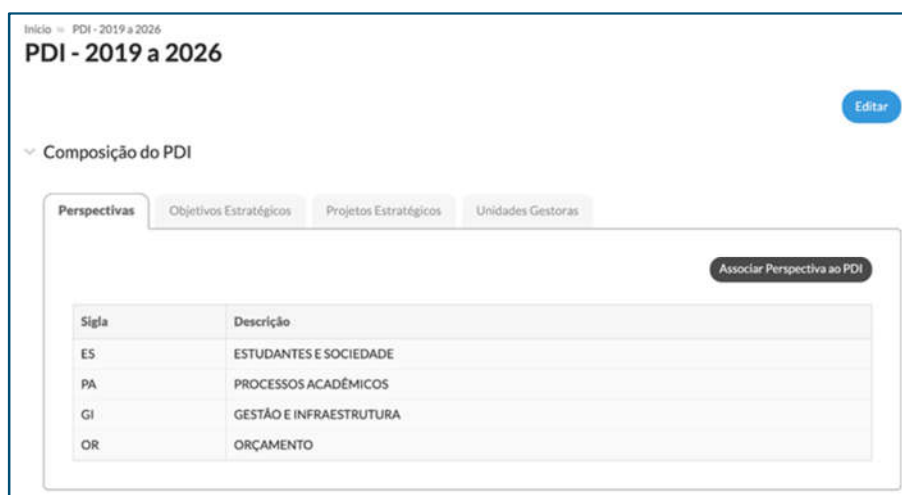 Início » PDI - 2019 a 2026
PDI - 2019 a 2026
Editar
Composição do PDI
Perspectivas Objetivos Estratégicos Projetos Estratégicos Unidades Gestoras
Associar Perspectiva ao PDI
Sigla Descrição
ES ESTUDANTES E SOCIEDADE
PA PROCESSOS ACADÊMICOS
GI GESTÃO E INFRAESTRUTURA
OR ORÇAMENTO